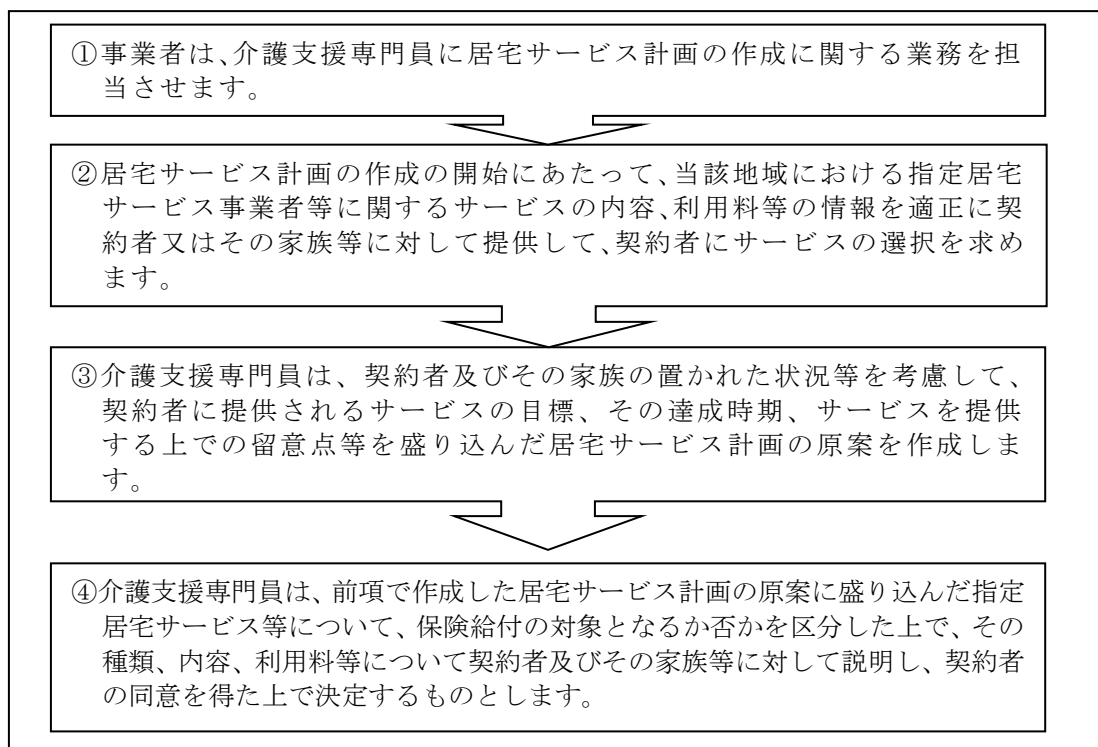 ①事業者は、介護支援専門員に居宅サービス計画の作成に関する業務を担
当させます。
②居宅サービス計画の作成の開始にあたって、当該地域における指定居宅
サービス事業者等に関するサービスの内容、利用料等の情報を適正に契
約者又はその家族等に対して提供して、契約者にサービスの選択を求め
ます。
③介護支援専門員は、契約者及びその家族の置かれた状況等を考慮して、
契約者に提供されるサービスの目標、その達成時期、サービスを提供
する上での留意点等を盛り込んだ居宅サービス計画の原案を作成しま
す。
④介護支援専門員は、前項で作成した居宅サービス計画の原案に盛り込んだ指定
居宅サービス等について、保険給付の対象となるか否かを区分した上で、その
種類、内容、利用料等について契約者及びその家族等に対して説明し、契約者
の同意を得た上で決定するものとします。